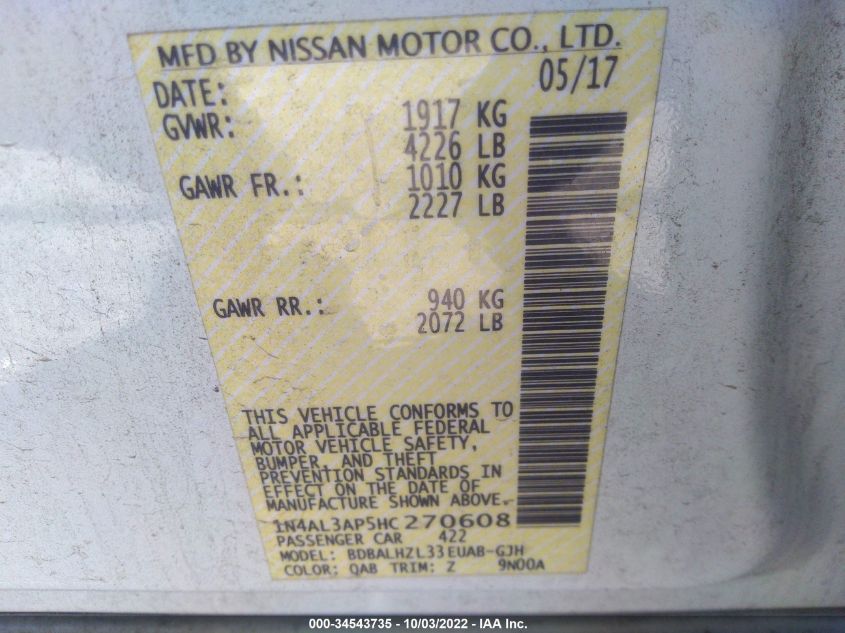 MFD BY NISSAN MOTOR CO., LTD.
DATE: 05/17
GVWR: 1917 KG
4226 LB
GAWR FR.: 1010 KG
2227 LB
GAWR RR.: 940 KG
2072 LB
THIS VEHICLE CONFORMS TO
ALL APPLICABLE FEDERAL
MOTOR VEHICLE SAFETY,
BUMPER, AND THEFT
PREVENTION STANDARDS IN
EFFECT ON THE DATE OF
MANUFACTURE SHOWN ABOVE.
1N4AL3AP5HC270608
PASSENGER CAR 422
MODEL: BDBALHZL33EUAB-GJH
COLOR: QAB TRIM: Z 9N00A
000-34543735 - 10/03/2022 - IAA Inc.